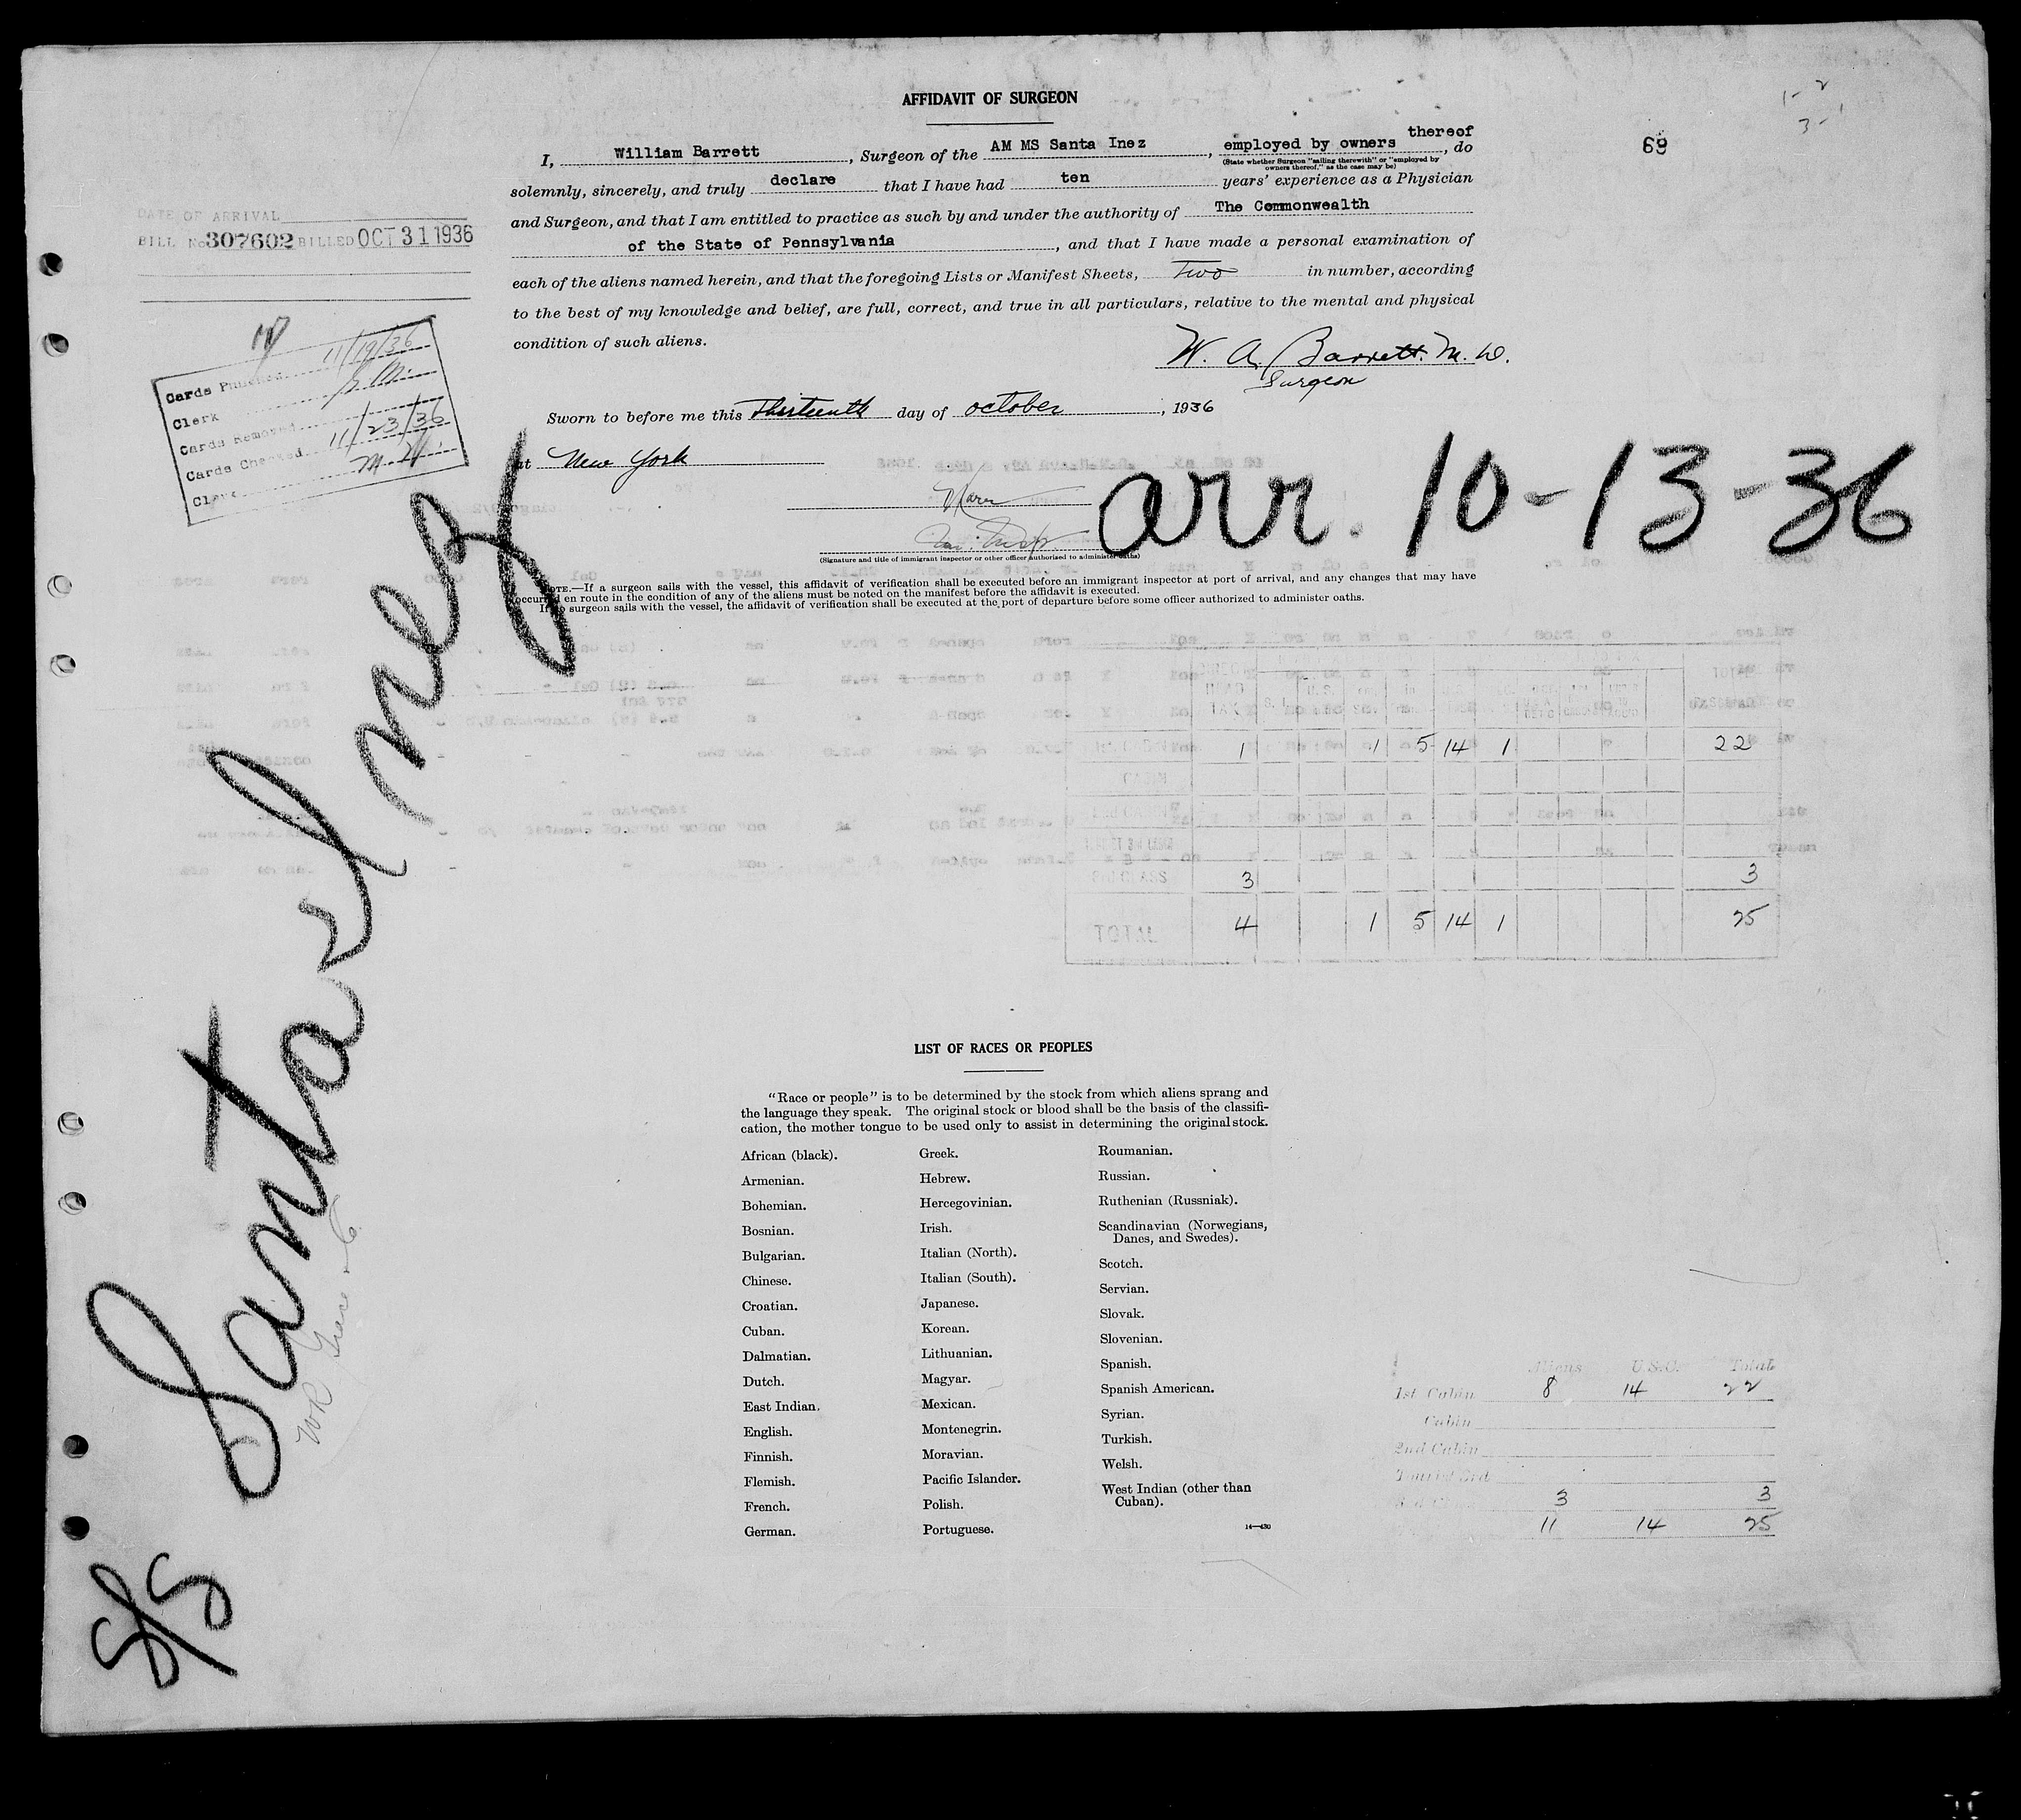 AFFIDAVIT OF SURGEON
1- 2
3- 1
69
I, William Barrett, Surgeon of the AM MS Santa Inez, employed by owners thereof, do
(State whether Surgeon "sailing therewith" or "employed by owners thereof," as the case may be)
solemnly, sincerely, and truly declare that I have had ten years' experience as a Physician
and Surgeon, and that I am entitled to practice as such by and under the authority of The Commonwealth
of the State of Pennsylvania, and that I have made a personal examination of
each of the aliens named herein, and that the foregoing Lists or Manifest Sheets, Two in number, according
to the best of my knowledge and belief, are full, correct, and true in all particulars, relative to the mental and physical
condition of such aliens.
W. A. Barrett. M. D.
Surgeon
Sworn to before me this Thirteenth day of october, 1936
at New York
(Signature and title of immigrant inspector or other officer authorized to administer oaths)
NOTE.—If a surgeon sails with the vessel, this affidavit of verification shall be executed before an immigrant inspector at port of arrival, and any changes that may have
occurred en route in the condition of any of the aliens must be noted on the manifest before the affidavit is executed.
If no surgeon sails with the vessel, the affidavit of verification shall be executed at the port of departure before some officer authorized to administer oaths.
DATE OF ARRIVAL
BILL No 307602 BILLED OCT 31 1936
Cards Punched 11/19/36
Clerk
Cards Removed
Cards Checked 11/23/36
Clerk
arr. 10-13-36
S/S Santa Inez
HEAD TAX U.S.
1 1 5 14 1 22
CABIN
2nd CABIN
3rd CLASS 3 3
TOTAL 4 1 5 14 1 25
LIST OF RACES OR PEOPLES
"Race or people" is to be determined by the stock from which aliens sprang and
the language they speak. The original stock or blood shall be the basis of the classifi-
cation, the mother tongue to be used only to assist in determining the original stock.
African (black).
Armenian.
Bohemian.
Bosnian.
Bulgarian.
Chinese.
Croatian.
Cuban.
Dalmatian.
Dutch.
East Indian.
English.
Finnish.
Flemish.
French.
German.
Greek.
Hebrew.
Hercegovinian.
Irish.
Italian (North).
Italian (South).
Japanese.
Korean.
Lithuanian.
Magyar.
Mexican.
Montenegrin.
Moravian.
Pacific Islander.
Polish.
Portuguese.
Roumanian.
Russian.
Ruthenian (Russniak).
Scandinavian (Norwegians,
Danes, and Swedes).
Scotch.
Servian.
Slovak.
Slovenian.
Spanish.
Spanish American.
Syrian.
Turkish.
Welsh.
West Indian (other than
Cuban).
14—430
Aliens U.S.C. Total
1st Cabin 8 14 22
Cabin
2nd Cabin
Tourist 3rd
3 3
11 14 25